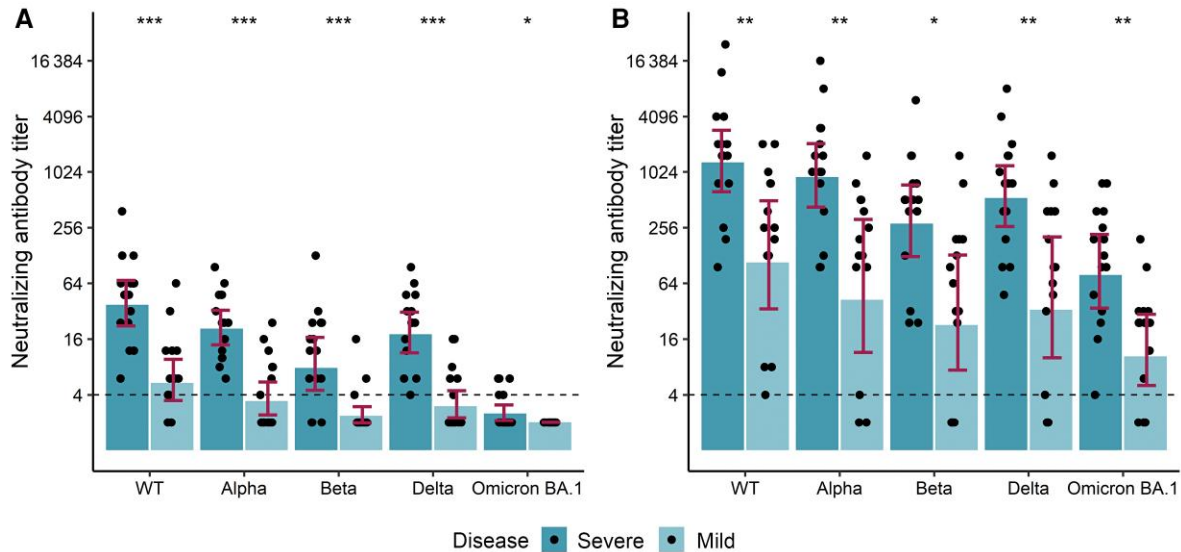 A
*** *** *** *** *
Neutralizing antibody titer
16 384
4096
1024
256
64
16
4
WT Alpha Beta Delta Omicron BA.1
B
** ** * ** **
Neutralizing antibody titer
16 384
4096
1024
256
64
16
4
WT Alpha Beta Delta Omicron BA.1
Disease Severe Mild